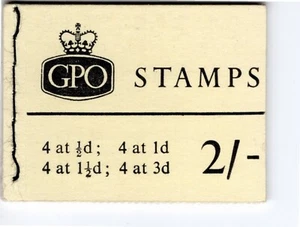 GPO STAMPS
4 at ½d; 4 at 1d
4 at 1½d; 4 at 3d
2/-